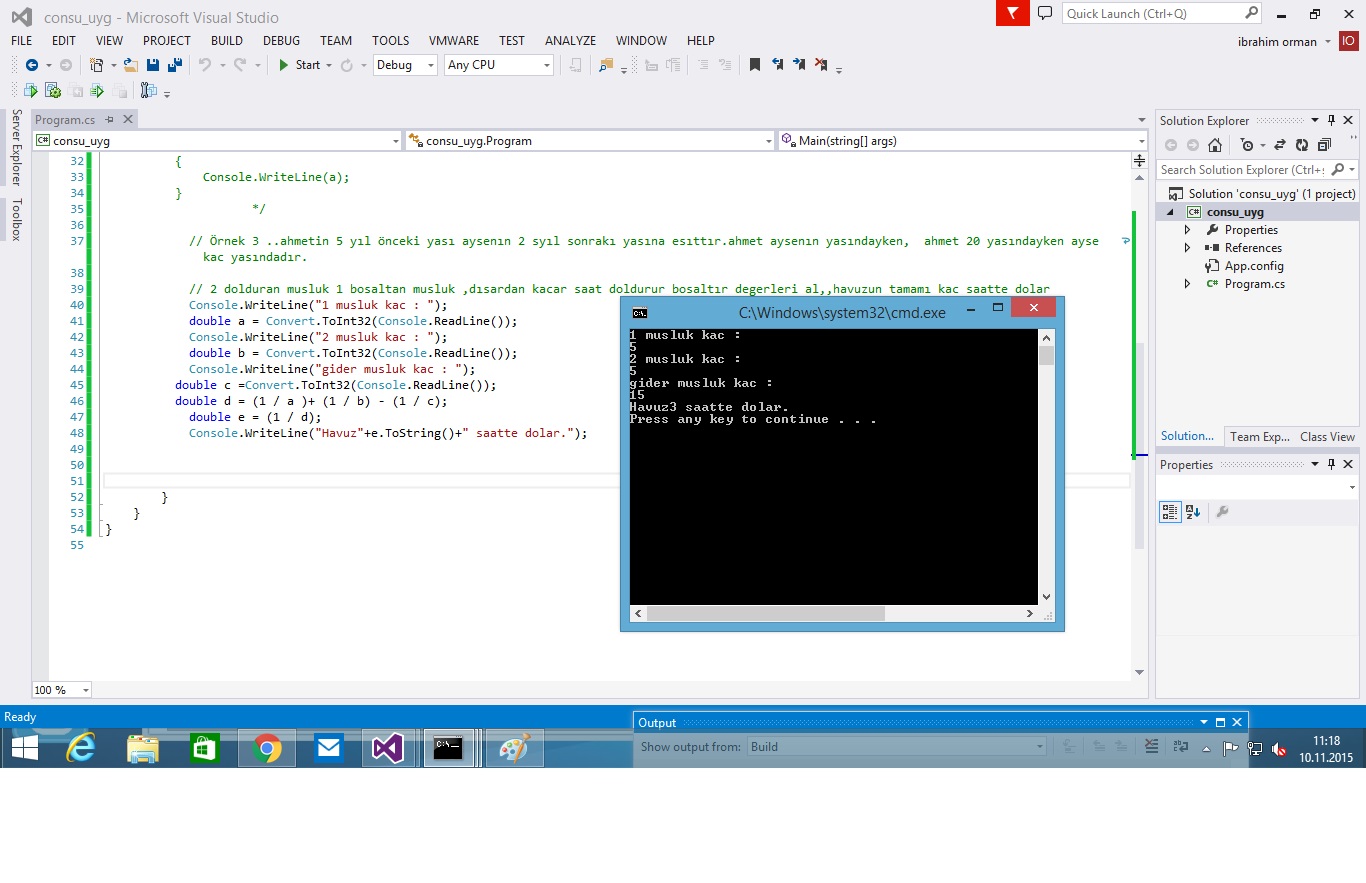 consu_uyg - Microsoft Visual Studio
Quick Launch (Ctrl+Q)
FILE EDIT VIEW PROJECT BUILD DEBUG TEAM TOOLS VMWARE TEST ANALYZE WINDOW HELP
ibrahim orman
IO
Start
Debug
Any CPU
Server Explorer
Toolbox
Program.cs
C# consu_uyg
consu_uyg.Program
Main(string[] args)
32 {
33 Console.WriteLine(a);
34 }
35 */
36
37 // Örnek 3 ..ahmetin 5 yıl önceki yası aysenın 2 syıl sonrakı yasına esıttır.ahmet aysenın yasındayken, ahmet 20 yasındayken ayse
kac yasındadır.
38
39 // 2 dolduran musluk 1 bosaltan musluk ,dısardan kacar saat doldurur bosaltır degerleri al,,havuzun tamamı kac saatte dolar
40 Console.WriteLine("1 musluk kac : ");
41 double a = Convert.ToInt32(Console.ReadLine());
42 Console.WriteLine("2 musluk kac : ");
43 double b = Convert.ToInt32(Console.ReadLine());
44 Console.WriteLine("gider musluk kac : ");
45 double c =Convert.ToInt32(Console.ReadLine());
46 double d = (1 / a )+ (1 / b) - (1 / c);
47 double e = (1 / d);
48 Console.WriteLine("Havuz"+e.ToString()+" saatte dolar.");
49
50
51
52 }
53 }
54 }
55
100 %
C:\Windows\system32\cmd.exe
1 musluk kac :
5
2 musluk kac :
5
gider musluk kac :
15
Havuz3 saatte dolar.
Press any key to continue . . .
Solution Explorer
Search Solution Explorer (Ctrl+;
Solution 'consu_uyg' (1 project)
C# consu_uyg
Properties
References
App.config
C# Program.cs
Solution... Team Exp... Class View
Properties
Ready
Output
Show output from: Build
11:18
10.11.2015